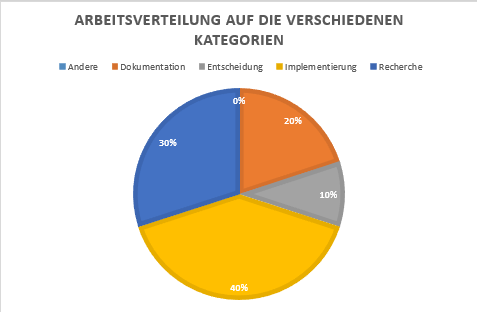 ARBEITSVERTEILUNG AUF DIE VERSCHIEDENEN
KATEGORIEN
Andere Dokumentation Entscheidung Implementierung Recherche
0%
20%
30%
10%
40%